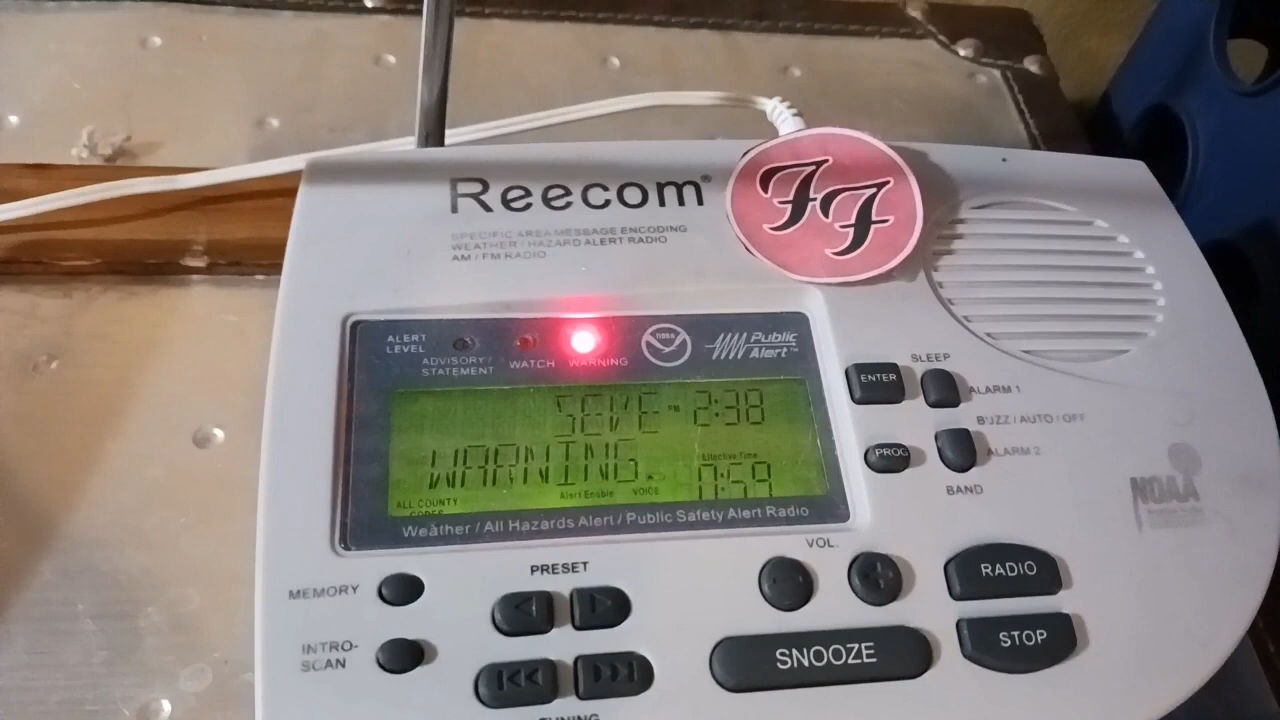 Reecom®
FF
SPECIFIC AREA MESSAGE ENCODING
WEATHER / HAZARD ALERT RADIO
AM / FM RADIO
ALERT LEVEL
ADVISORY / STATEMENT
WATCH
WARNING
NOAA
Public Alert™
SEVE PM 2:38
WARNING.
Effective Time
0:59
ALL COUNTY CODES
Alert Enable
VOICE
Weather / All Hazards Alert / Public Safety Alert Radio
ENTER
SLEEP
ALARM 1
BUZZ / AUTO / OFF
PROG
ALARM 2
BAND
NOAA
MEMORY
PRESET
VOL.
RADIO
INTRO-
SCAN
SNOOZE
STOP
TUNING